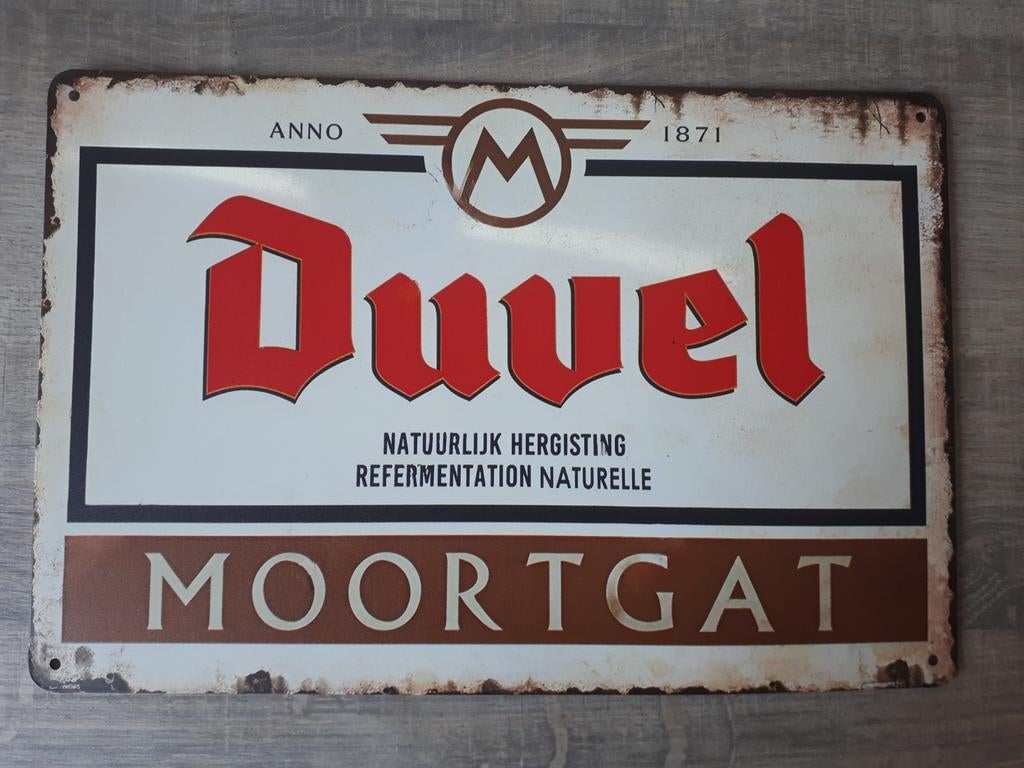 ANNO M 1871
Duvel
NATUURLIJK HERGISTING
REFERMENTATION NATURELLE
MOORTGAT